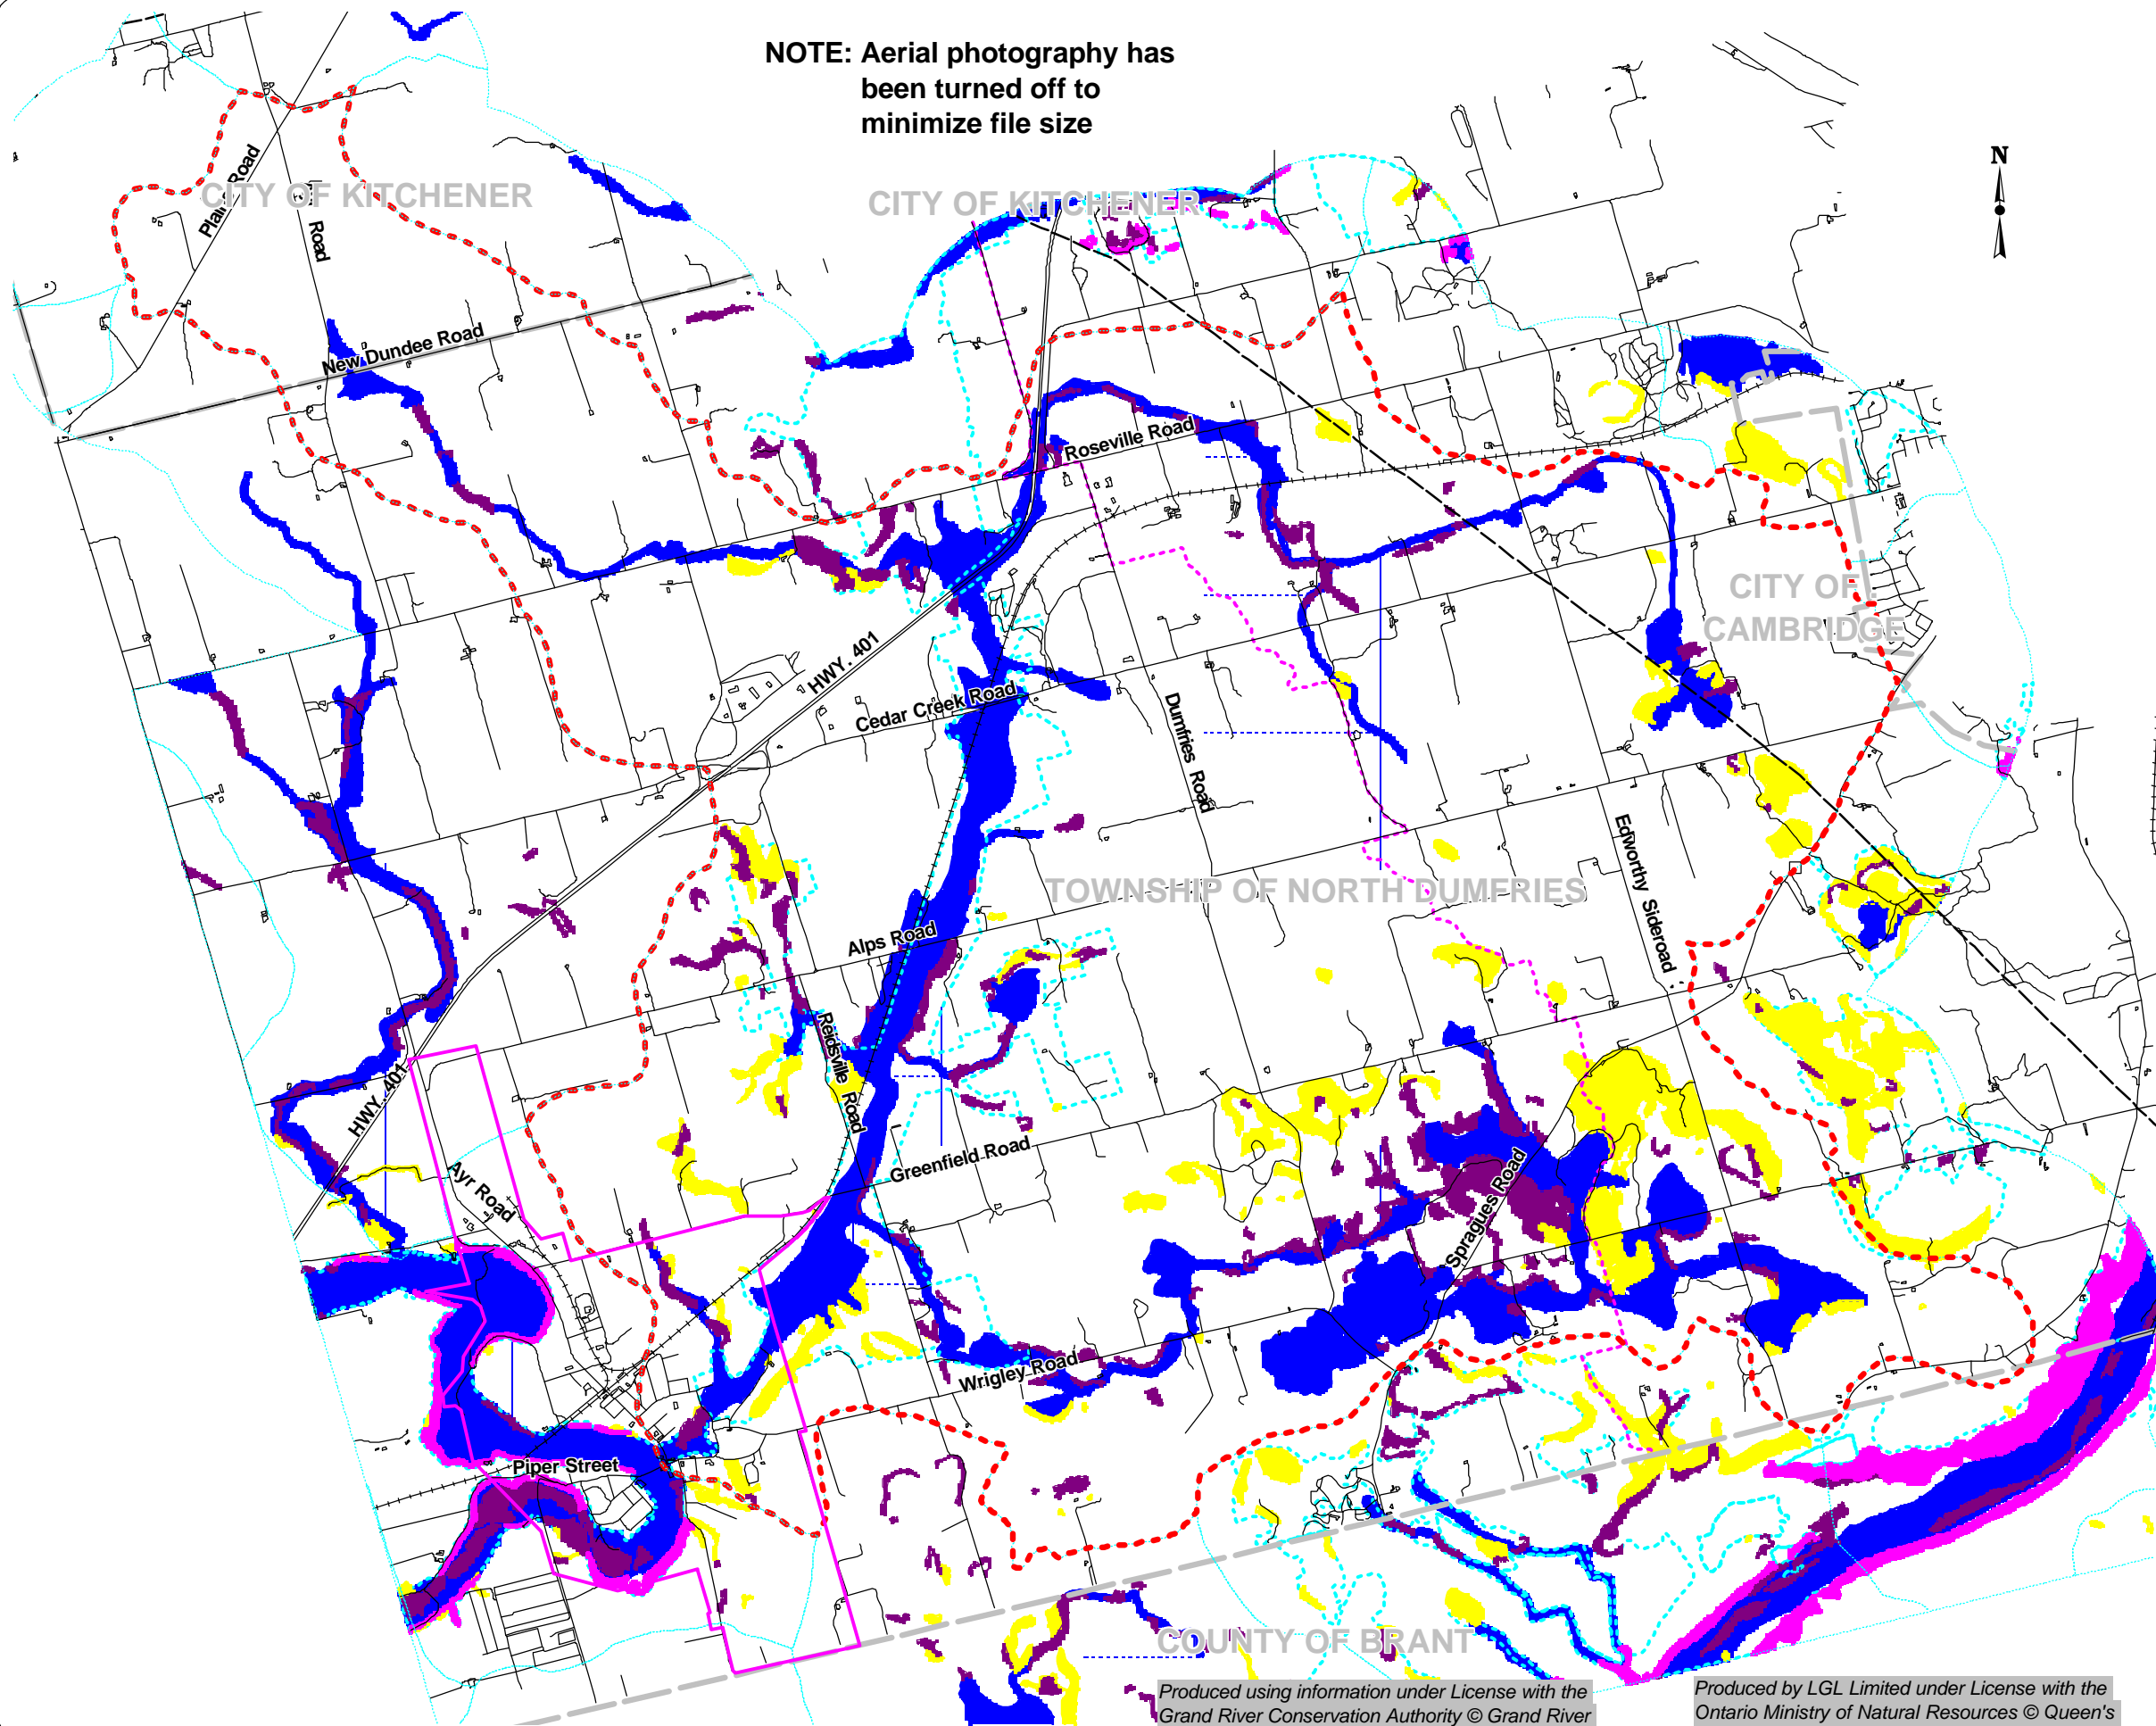 NOTE: Aerial photography has
been turned off to
minimize file size
N
CITY OF KITCHENER
CITY OF KITCHENER
Road
Road
New Dundee Road
Roseville Road
CITY OF
CAMBRIDGE
HWY. 401
Cedar Creek Road
Dumfries Road
Edworthy Sideroad
TOWNSHIP OF NORTH DUMFRIES
Alps Road
Reidsville Road
HWY. 401
Ayr Road
Greenfield Road
Spragues Road
Wrigley Road
Piper Street
COUNTY OF BRANT
Produced using information under License with the
Grand River Conservation Authority © Grand River
Produced by LGL Limited under License with the
Ontario Ministry of Natural Resources © Queen's